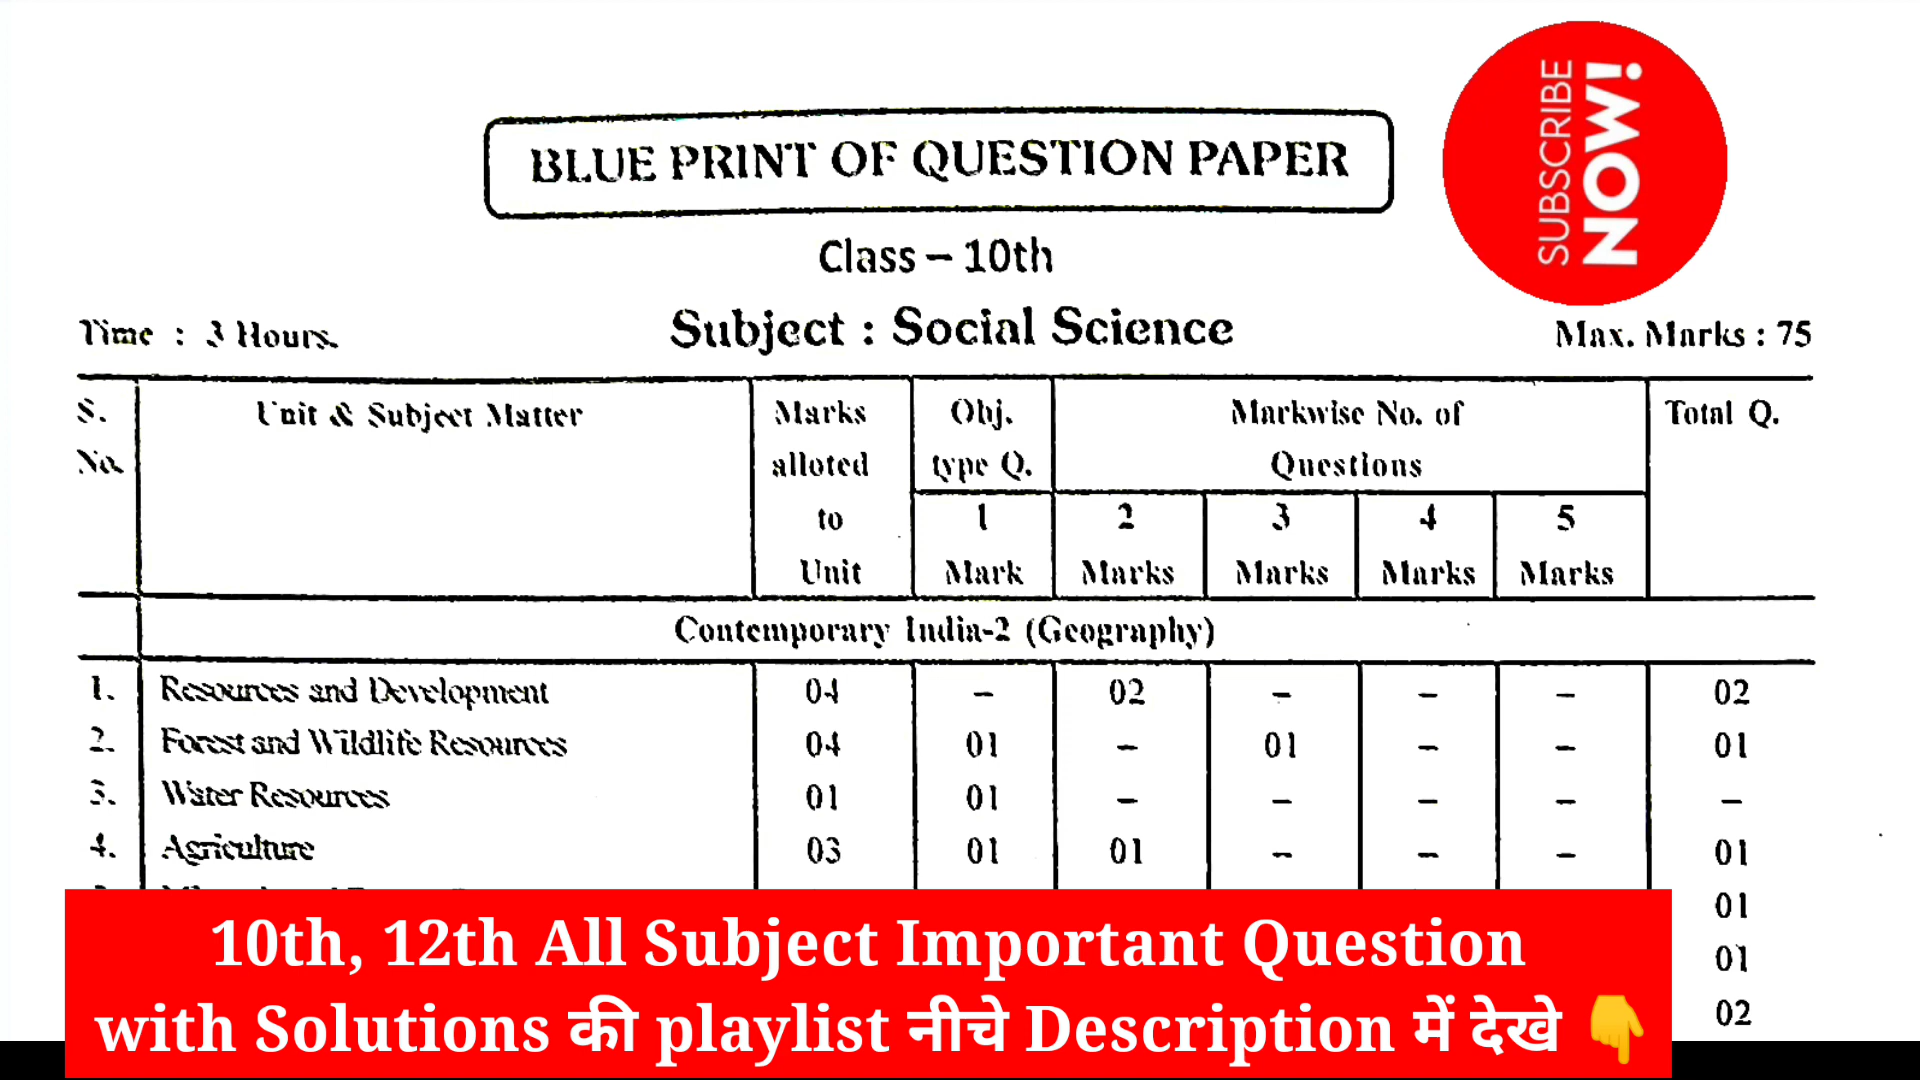 SUBSCRIBE
NOW!
BLUE PRINT OF QUESTION PAPER
Class – 10th
Time : 3 Hours.
Subject : Social Science
Max. Marks : 75
S. No. | Unit & Subject Matter | Marks alloted to Unit | Obj. type Q. | Markwise No. of Questions | Total Q.
1 Mark | 2 Marks | 3 Marks | 4 Marks | 5 Marks
Contemporary India-2 (Geography)
1. Resources and Development 04 – 02 – – – 02
2. Forest and Wildlife Resources 04 01 – 01 – – 01
3. Water Resources 01 01 – – – – –
4. Agriculture 03 01 01 – – – 01
01
01
02
10th, 12th All Subject Important Question
with Solutions की playlist नीचे Description में देखे 👇